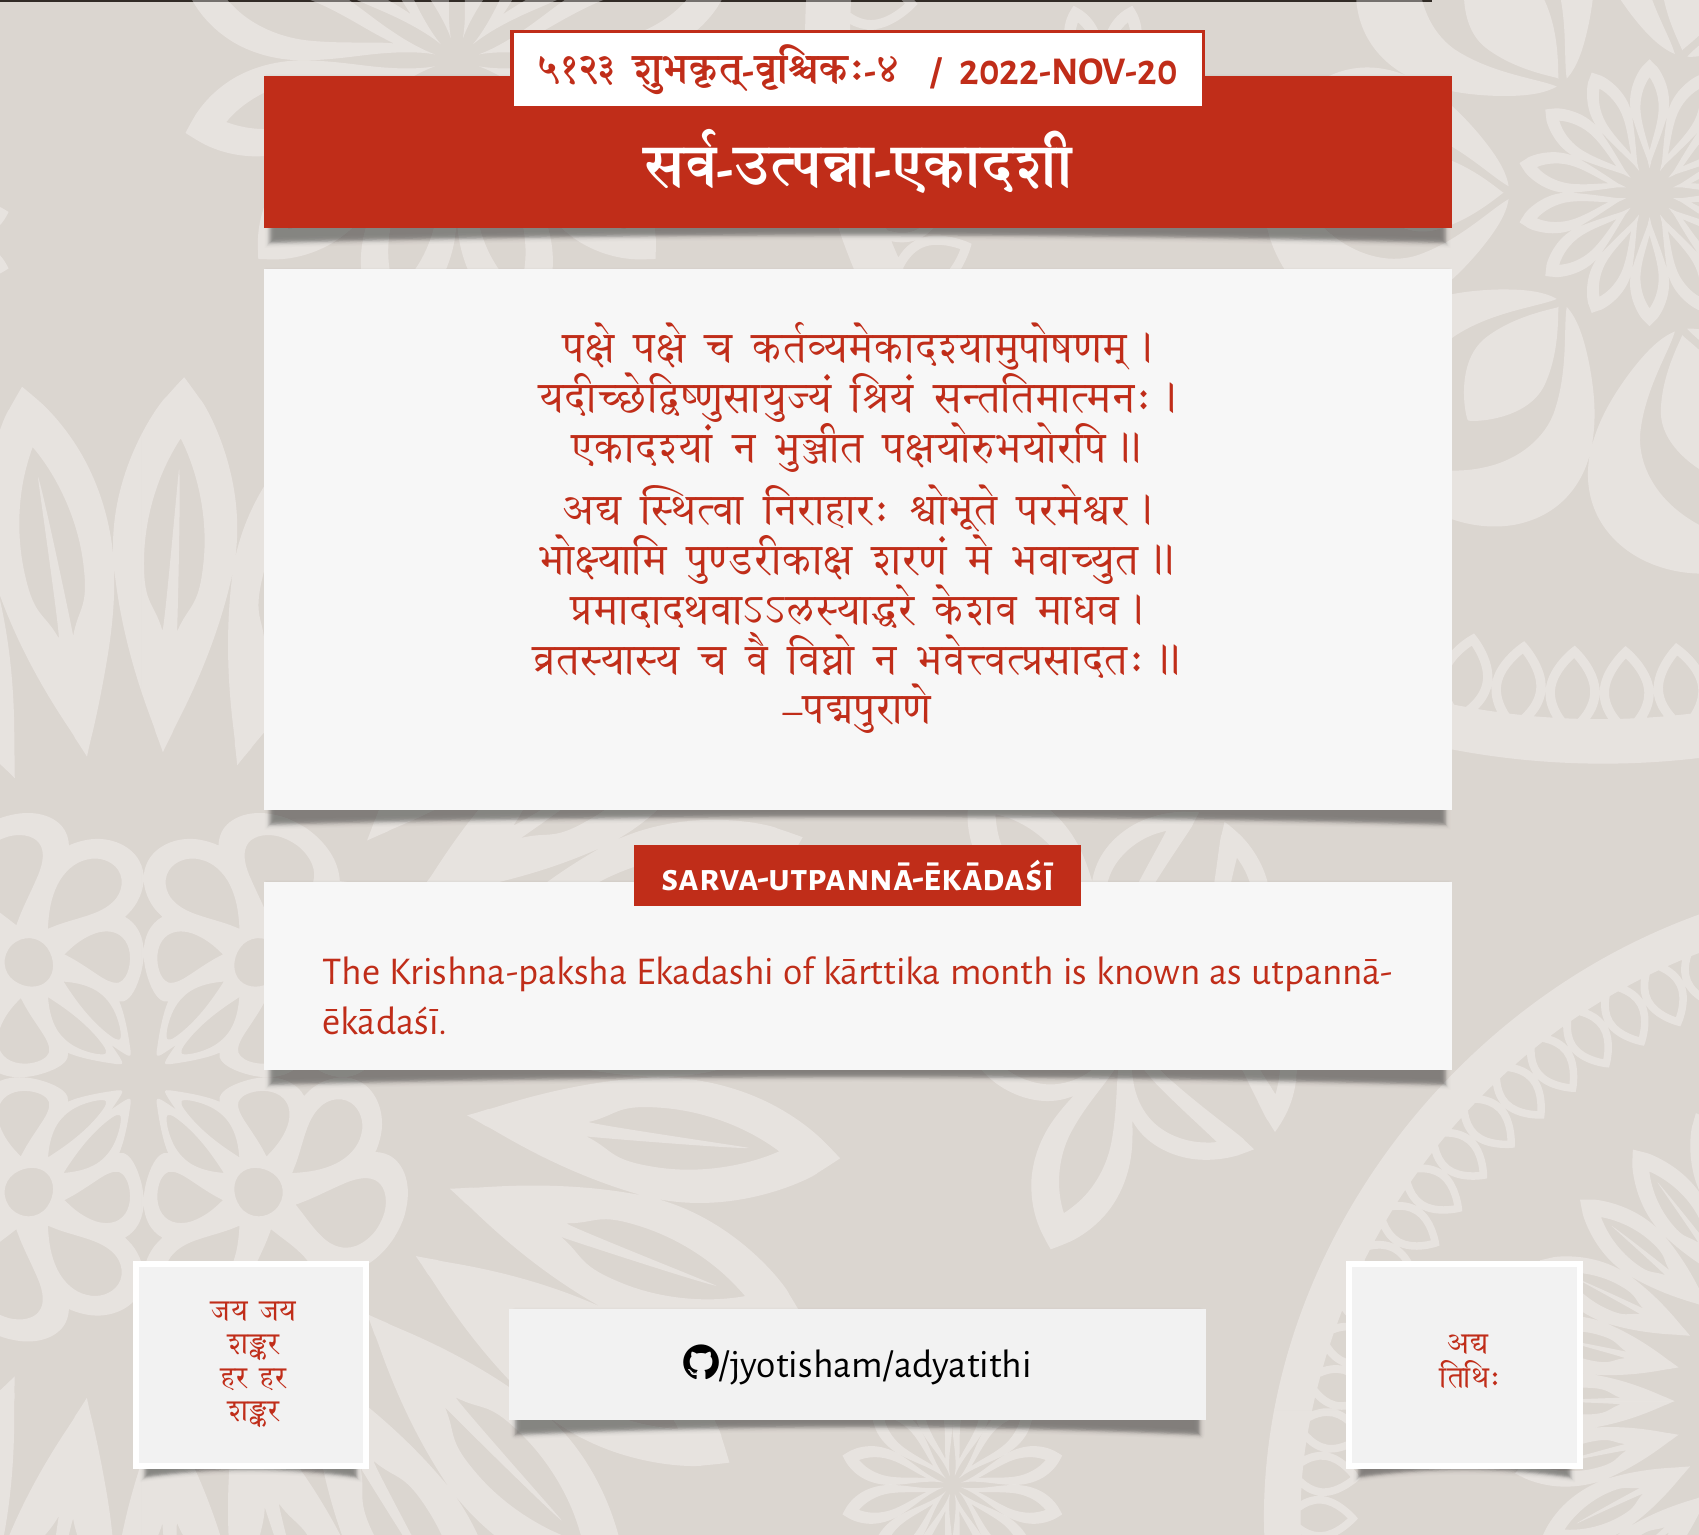 ५१२३ शुभकृत्-वृश्चिकः-४ / 2022-NOV-20
सर्व-उत्पन्ना-एकादशी
पक्षे पक्षे च कर्तव्यमेकादश्यामुपोषणम्।
यदीच्छेद्विष्णुसायुज्यं श्रियं सन्ततिमात्मनः।
एकादश्यां न भुञ्जीत पक्षयोरुभयोरपि॥
अद्य स्थित्वा निराहारः श्वोभूते परमेश्वर।
भोक्ष्यामि पुण्डरीकाक्ष शरणं मे भवाच्युत॥
प्रमादादथवाऽऽलस्याद्धरे केशव माधव।
व्रतस्यास्य च वै विघ्नो न भवेत्त्वत्प्रसादतः॥
–पद्मपुराणे
SARVA-UTPANNĀ-ĒKĀDAŚĪ
The Krishna-paksha Ekadashi of kārttika month is known as utpannā-
ēkādaśī.
जय जय
शङ्कर
हर हर
शङ्कर
/jyotisham/adyatithi
अद्य
तिथिः